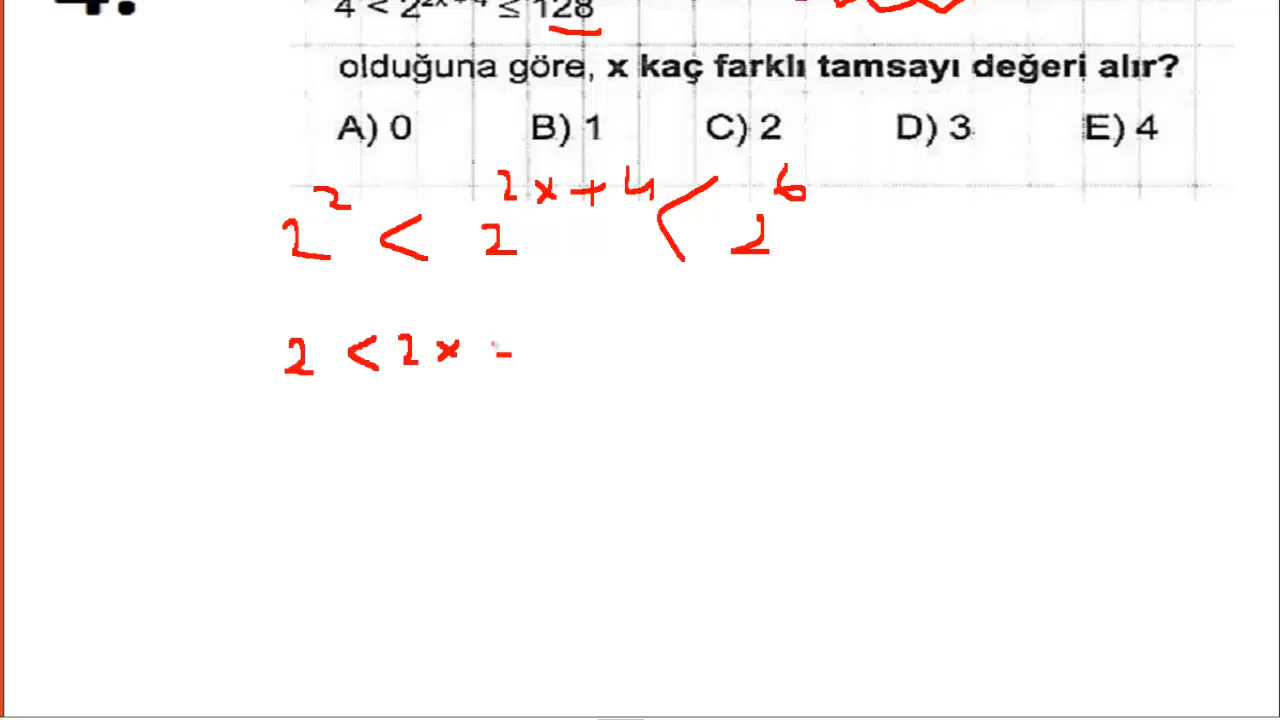 4.
4 < 2^{2x+4} ≤ 128
olduğuna göre, x kaç farklı tamsayı değeri alır?
A) 0 B) 1 C) 2 D) 3 E) 4
2^2 < 2^{2x+4} < 2^6
2 < 2x -